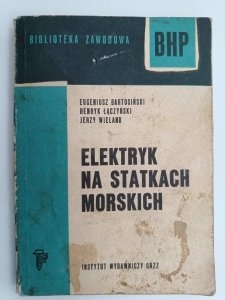 BIBLIOTEKA ZAWODOWA
BHP
EUGENIUSZ BARTOSIŃSKI
HENRYK ŁĄCZYŃSKI
JERZY WIELAND
ELEKTRYK
NA STATKACH
MORSKICH
INSTYTUT WYDAWNICZY CRZZ